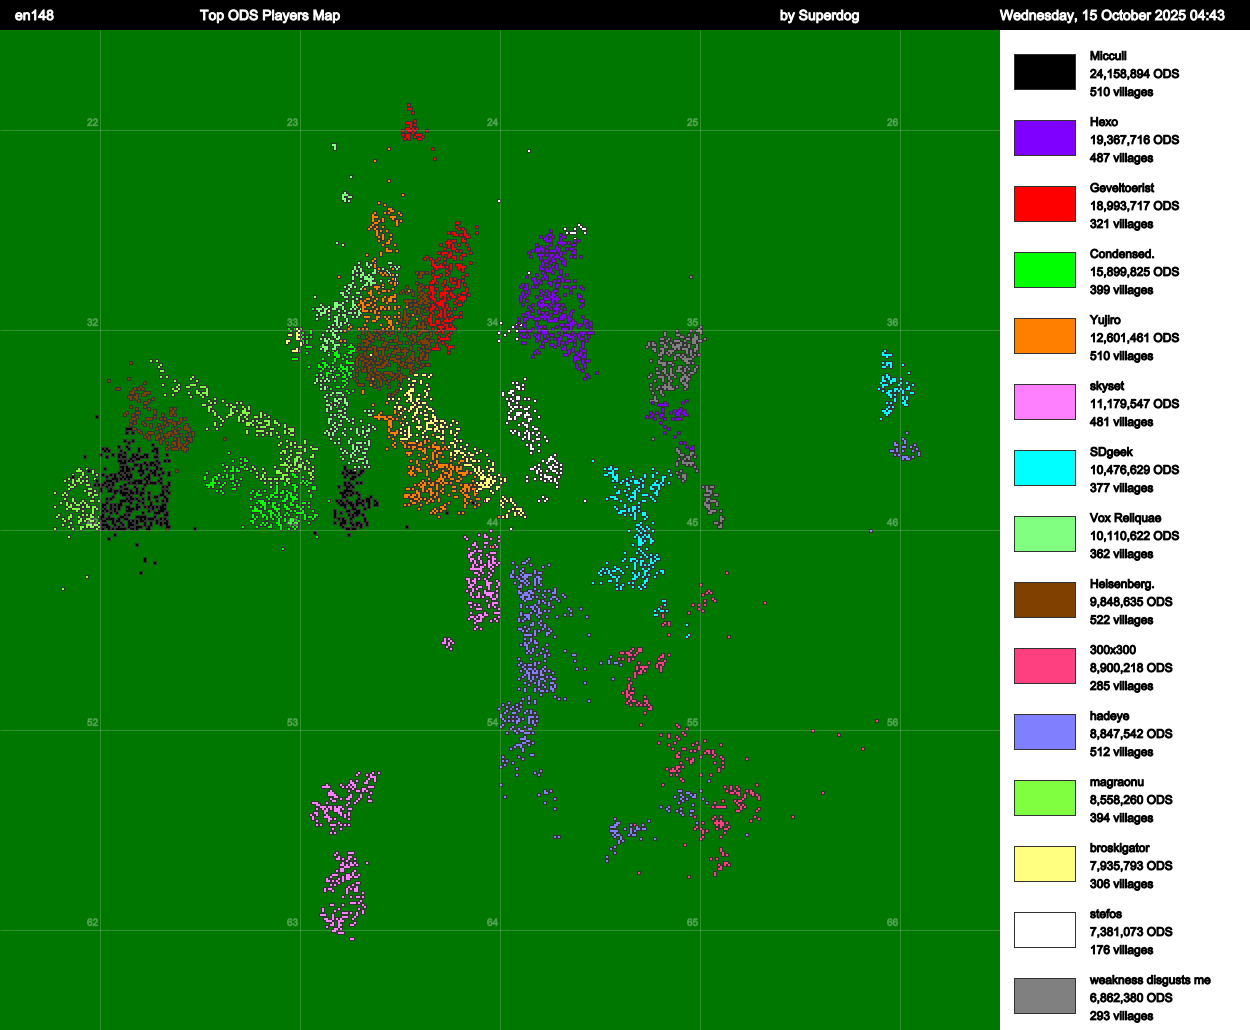 en148 Top ODS Players Map by Superdog Wednesday, 15 October 2025 04:43
Miccull
24,158,894 ODS
510 villages
Hexo
19,367,716 ODS
487 villages
Geveltoerist
18,993,717 ODS
321 villages
Condensed.
15,899,825 ODS
399 villages
Yujiro
12,601,461 ODS
510 villages
skyset
11,179,547 ODS
481 villages
SDgeek
10,476,629 ODS
377 villages
Vox Reliquae
10,110,622 ODS
362 villages
Heisenberg.
9,848,635 ODS
522 villages
300x300
8,900,218 ODS
285 villages
hadeye
8,847,542 ODS
512 villages
magraonu
8,558,260 ODS
394 villages
broskigator
7,935,793 ODS
306 villages
stefos
7,381,073 ODS
176 villages
weakness disgusts me
6,862,380 ODS
293 villages
22 23 24 25 26
32 33 34 35 36
44 45 46
52 53 54 55 56
62 63 64 65 66